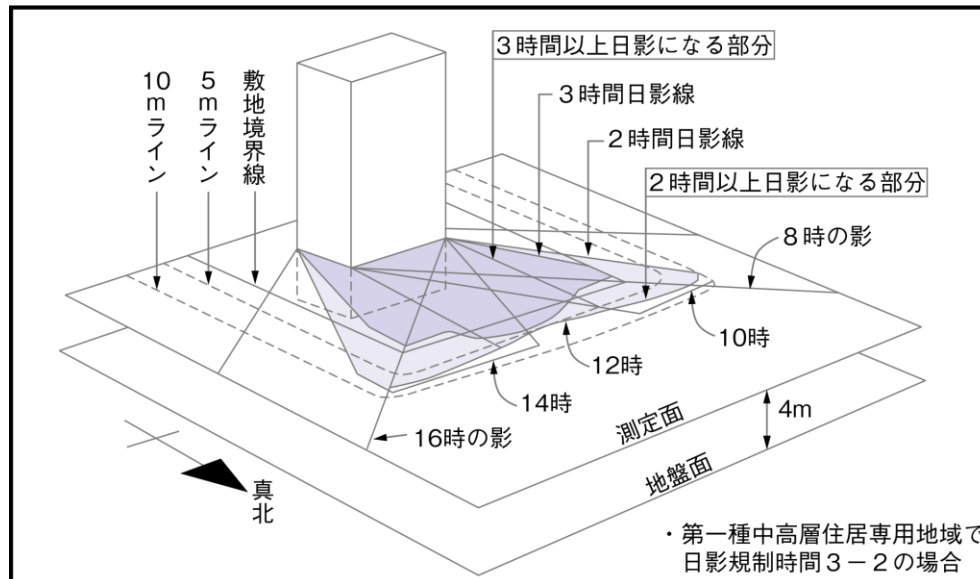 10mライン
5mライン
敷地境界線
3時間以上日影になる部分
3時間日影線
2時間日影線
2時間以上日影になる部分
8時の影
10時
12時
14時
16時の影
測定面
4m
地盤面
真北
・第一種中高層住居専用地域で
日影規制時間3－2の場合